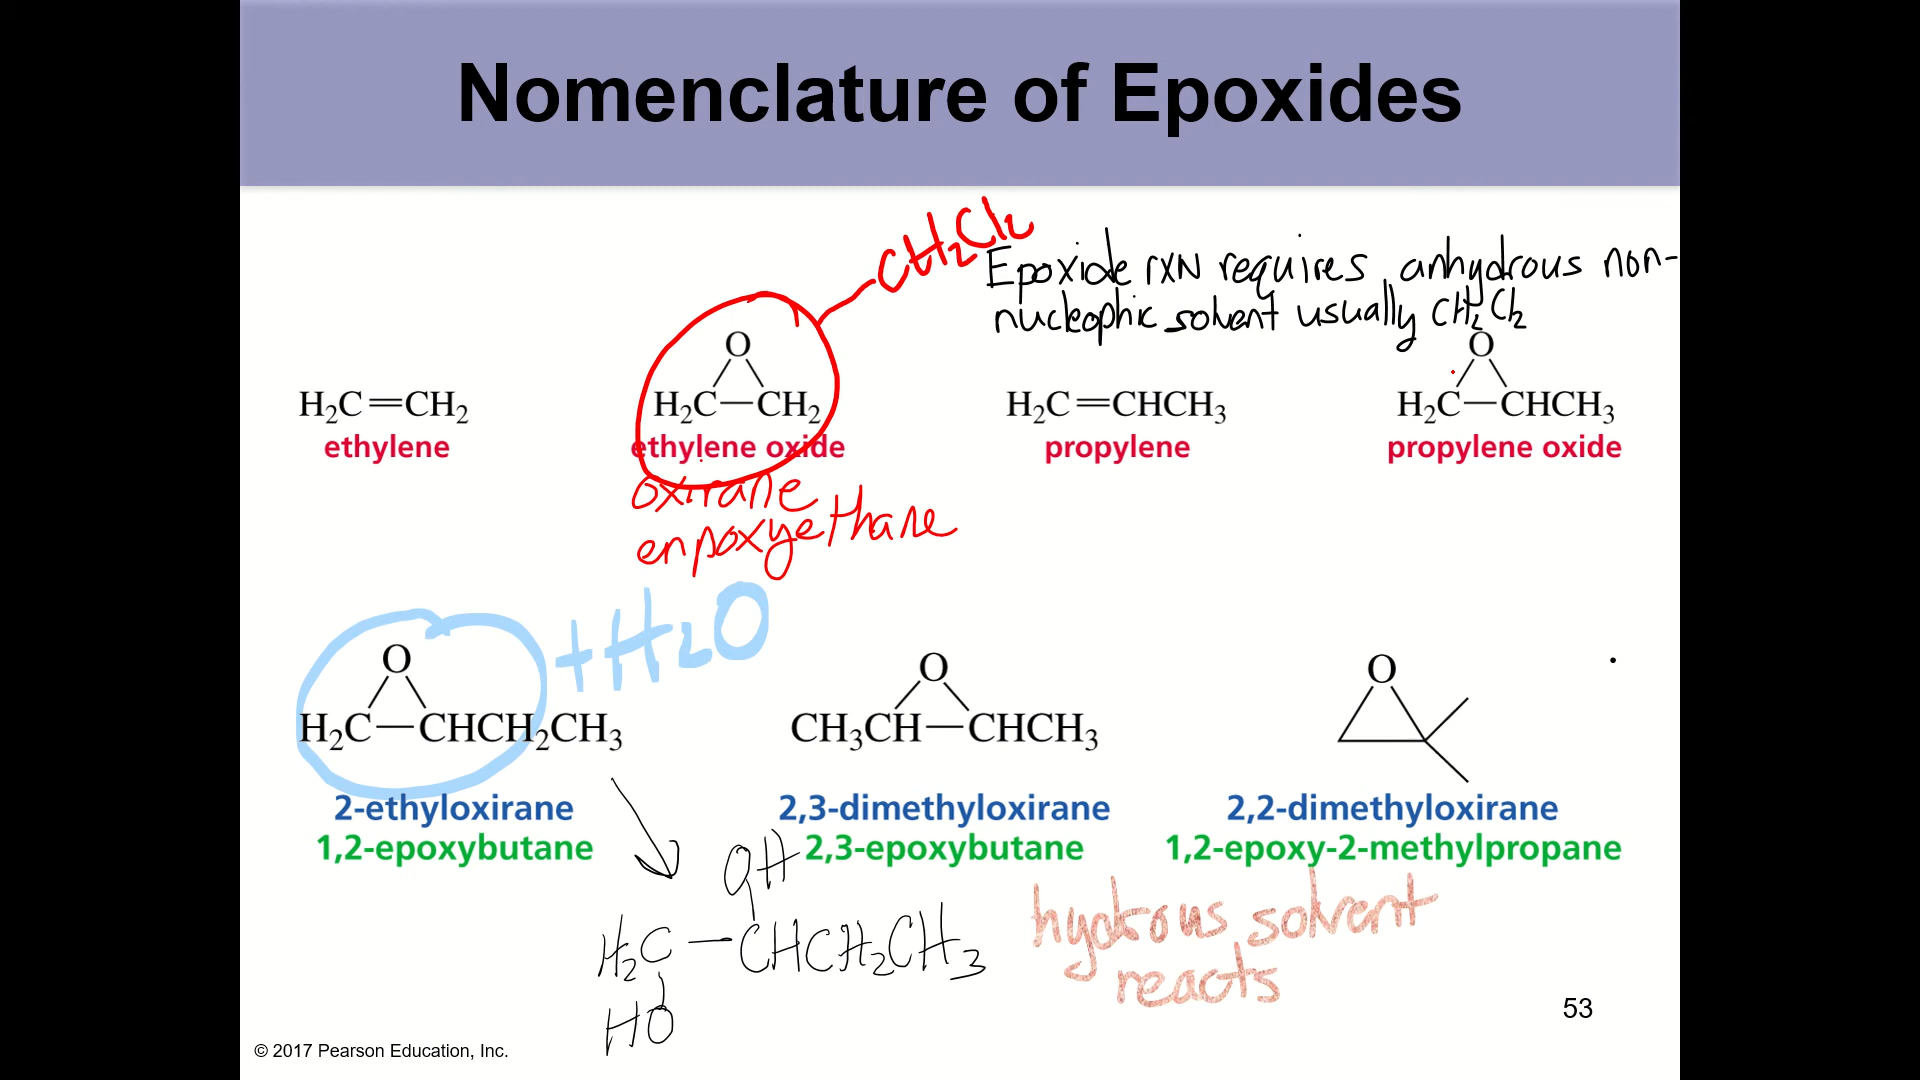 Nomenclature of Epoxides
CH2Cl2
Epoxide rxn requires anhydrous non-
nucleophic solvent usually CH2Cl2
H2C=CH2
ethylene
O
H2C—CH2
ethylene oxide
H2C=CHCH3
propylene
O
H2C—CHCH3
propylene oxide
oxirane
enpoxyethane
+H2O
O
H2C—CHCH2CH3
2-ethyloxirane
1,2-epoxybutane
O
CH3CH—CHCH3
2,3-dimethyloxirane
2,3-epoxybutane
O
2,2-dimethyloxirane
1,2-epoxy-2-methylpropane
OH
H2C—CHCH2CH3
HO
hydrous solvent
reacts
53
© 2017 Pearson Education, Inc.